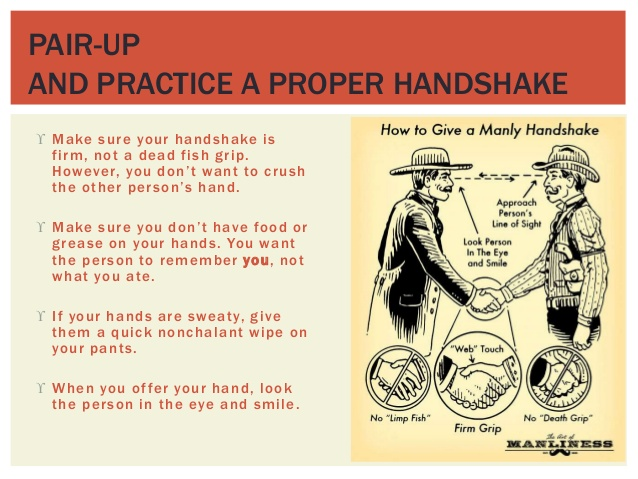 PAIR-UP
AND PRACTICE A PROPER HANDSHAKE
Make sure your handshake is
firm, not a dead fish grip.
However, you don't want to crush
the other person's hand.
Make sure you don't have food or
grease on your hands. You want
the person to remember you, not
what you ate.
If your hands are sweaty, give
them a quick nonchalant wipe on
your pants.
When you offer your hand, look
the person in the eye and smile.
How to Give a Manly Handshake
Approach
Person's
Line of Sight
Look Person
In The Eye
and Smile
"Web" Touch
No "Limp Fish"
Firm Grip
No "Death Grip"
The Art of
MANLINESS